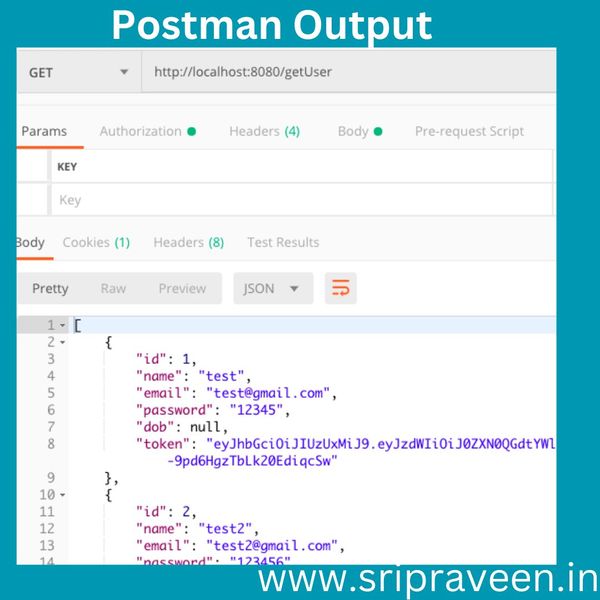 Postman Output
GET http://localhost:8080/getUser
Params Authorization Headers (4) Body Pre-request Script
KEY
Key
Body Cookies (1) Headers (8) Test Results
Pretty Raw Preview JSON
1 [
2 {
3 "id": 1,
4 "name": "test",
5 "email": "test@gmail.com",
6 "password": "12345",
7 "dob": null,
8 "token": "eyJhbGciOiJIUzUxMiJ9.eyJzdWIiOiJ0ZXN0QGdtYWl
-9pd6HgzTbLk20EdiqcSw"
9 },
10 {
11 "id": 2,
12 "name": "test2",
13 "email": "test2@gmail.com",
14 "password": "123456",
www.sripraveen.in